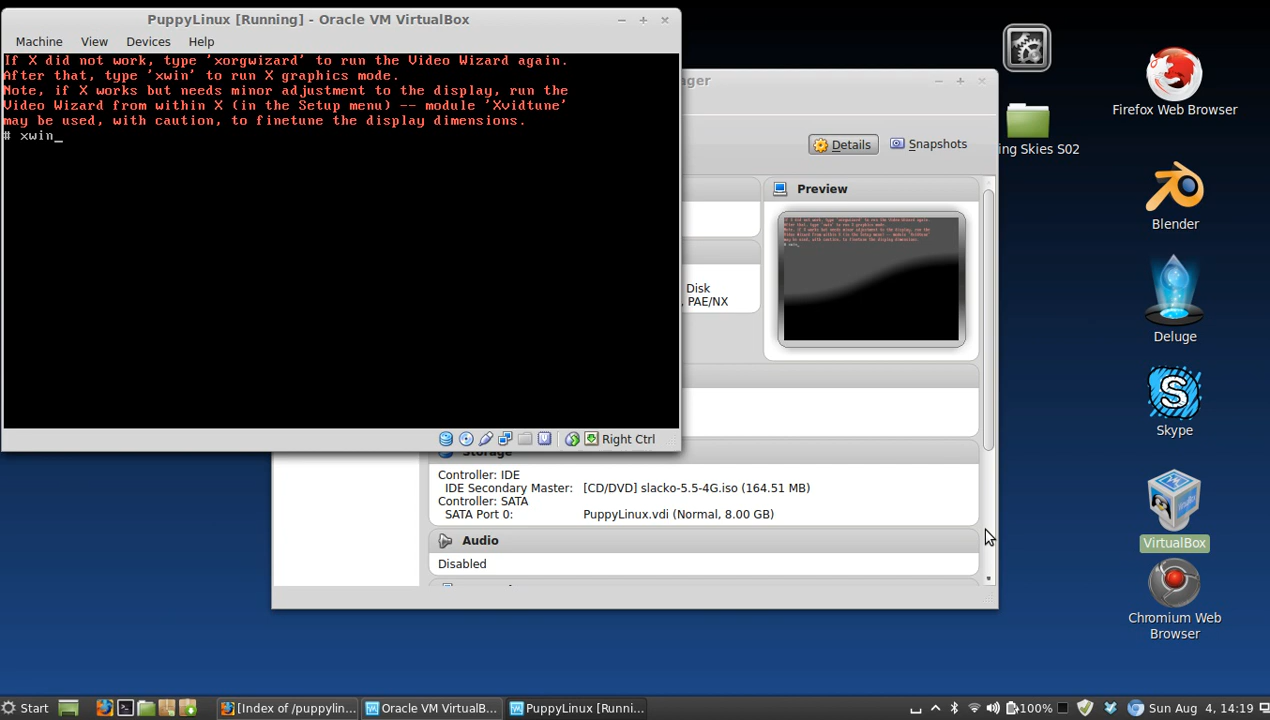 PuppyLinux [Running] - Oracle VM VirtualBox
Machine View Devices Help
If X did not work, type 'xorgwizard' to run the Video Wizard again.
After that, type 'xwin' to run X graphics mode.
Note, if X works but needs minor adjustment to the display, run the
Video Wizard from within X (in the Setup menu) -- module 'Xvidtune'
may be used, with caution, to finetune the display dimensions.
# xwin_
Right Ctrl
ager
Details Snapshots
Preview
Disk
, PAE/NX
Storage
Controller: IDE
IDE Secondary Master: [CD/DVD] slacko-5.5-4G.iso (164.51 MB)
Controller: SATA
SATA Port 0: PuppyLinux.vdi (Normal, 8.00 GB)
Audio
Disabled
ing Skies S02
Firefox Web Browser
Blender
Deluge
Skype
VirtualBox
Chromium Web
Browser
Start [Index of /puppylin... Oracle VM VirtualB... PuppyLinux [Runni... 100% Sun Aug 4, 14:19